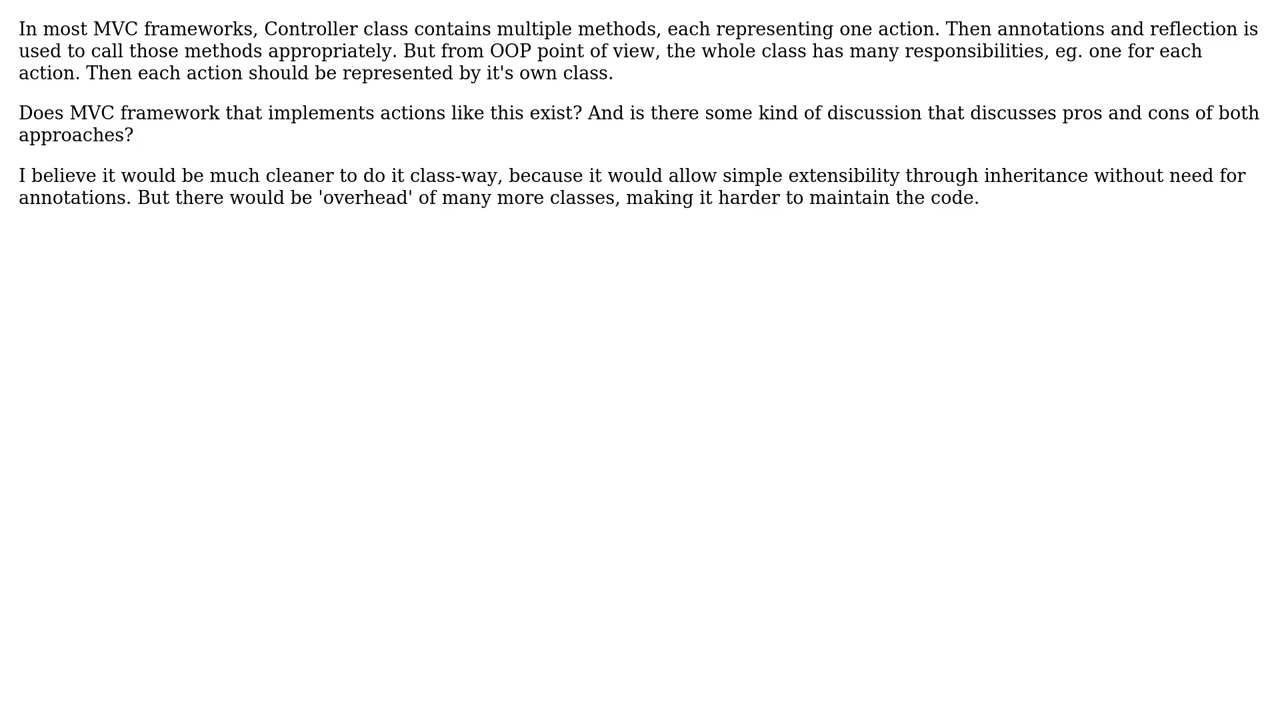 In most MVC frameworks, Controller class contains multiple methods, each representing one action. Then annotations and reflection is
used to call those methods appropriately. But from OOP point of view, the whole class has many responsibilities, eg. one for each
action. Then each action should be represented by it's own class.
Does MVC framework that implements actions like this exist? And is there some kind of discussion that discusses pros and cons of both
approaches?
I believe it would be much cleaner to do it class-way, because it would allow simple extensibility through inheritance without need for
annotations. But there would be 'overhead' of many more classes, making it harder to maintain the code.